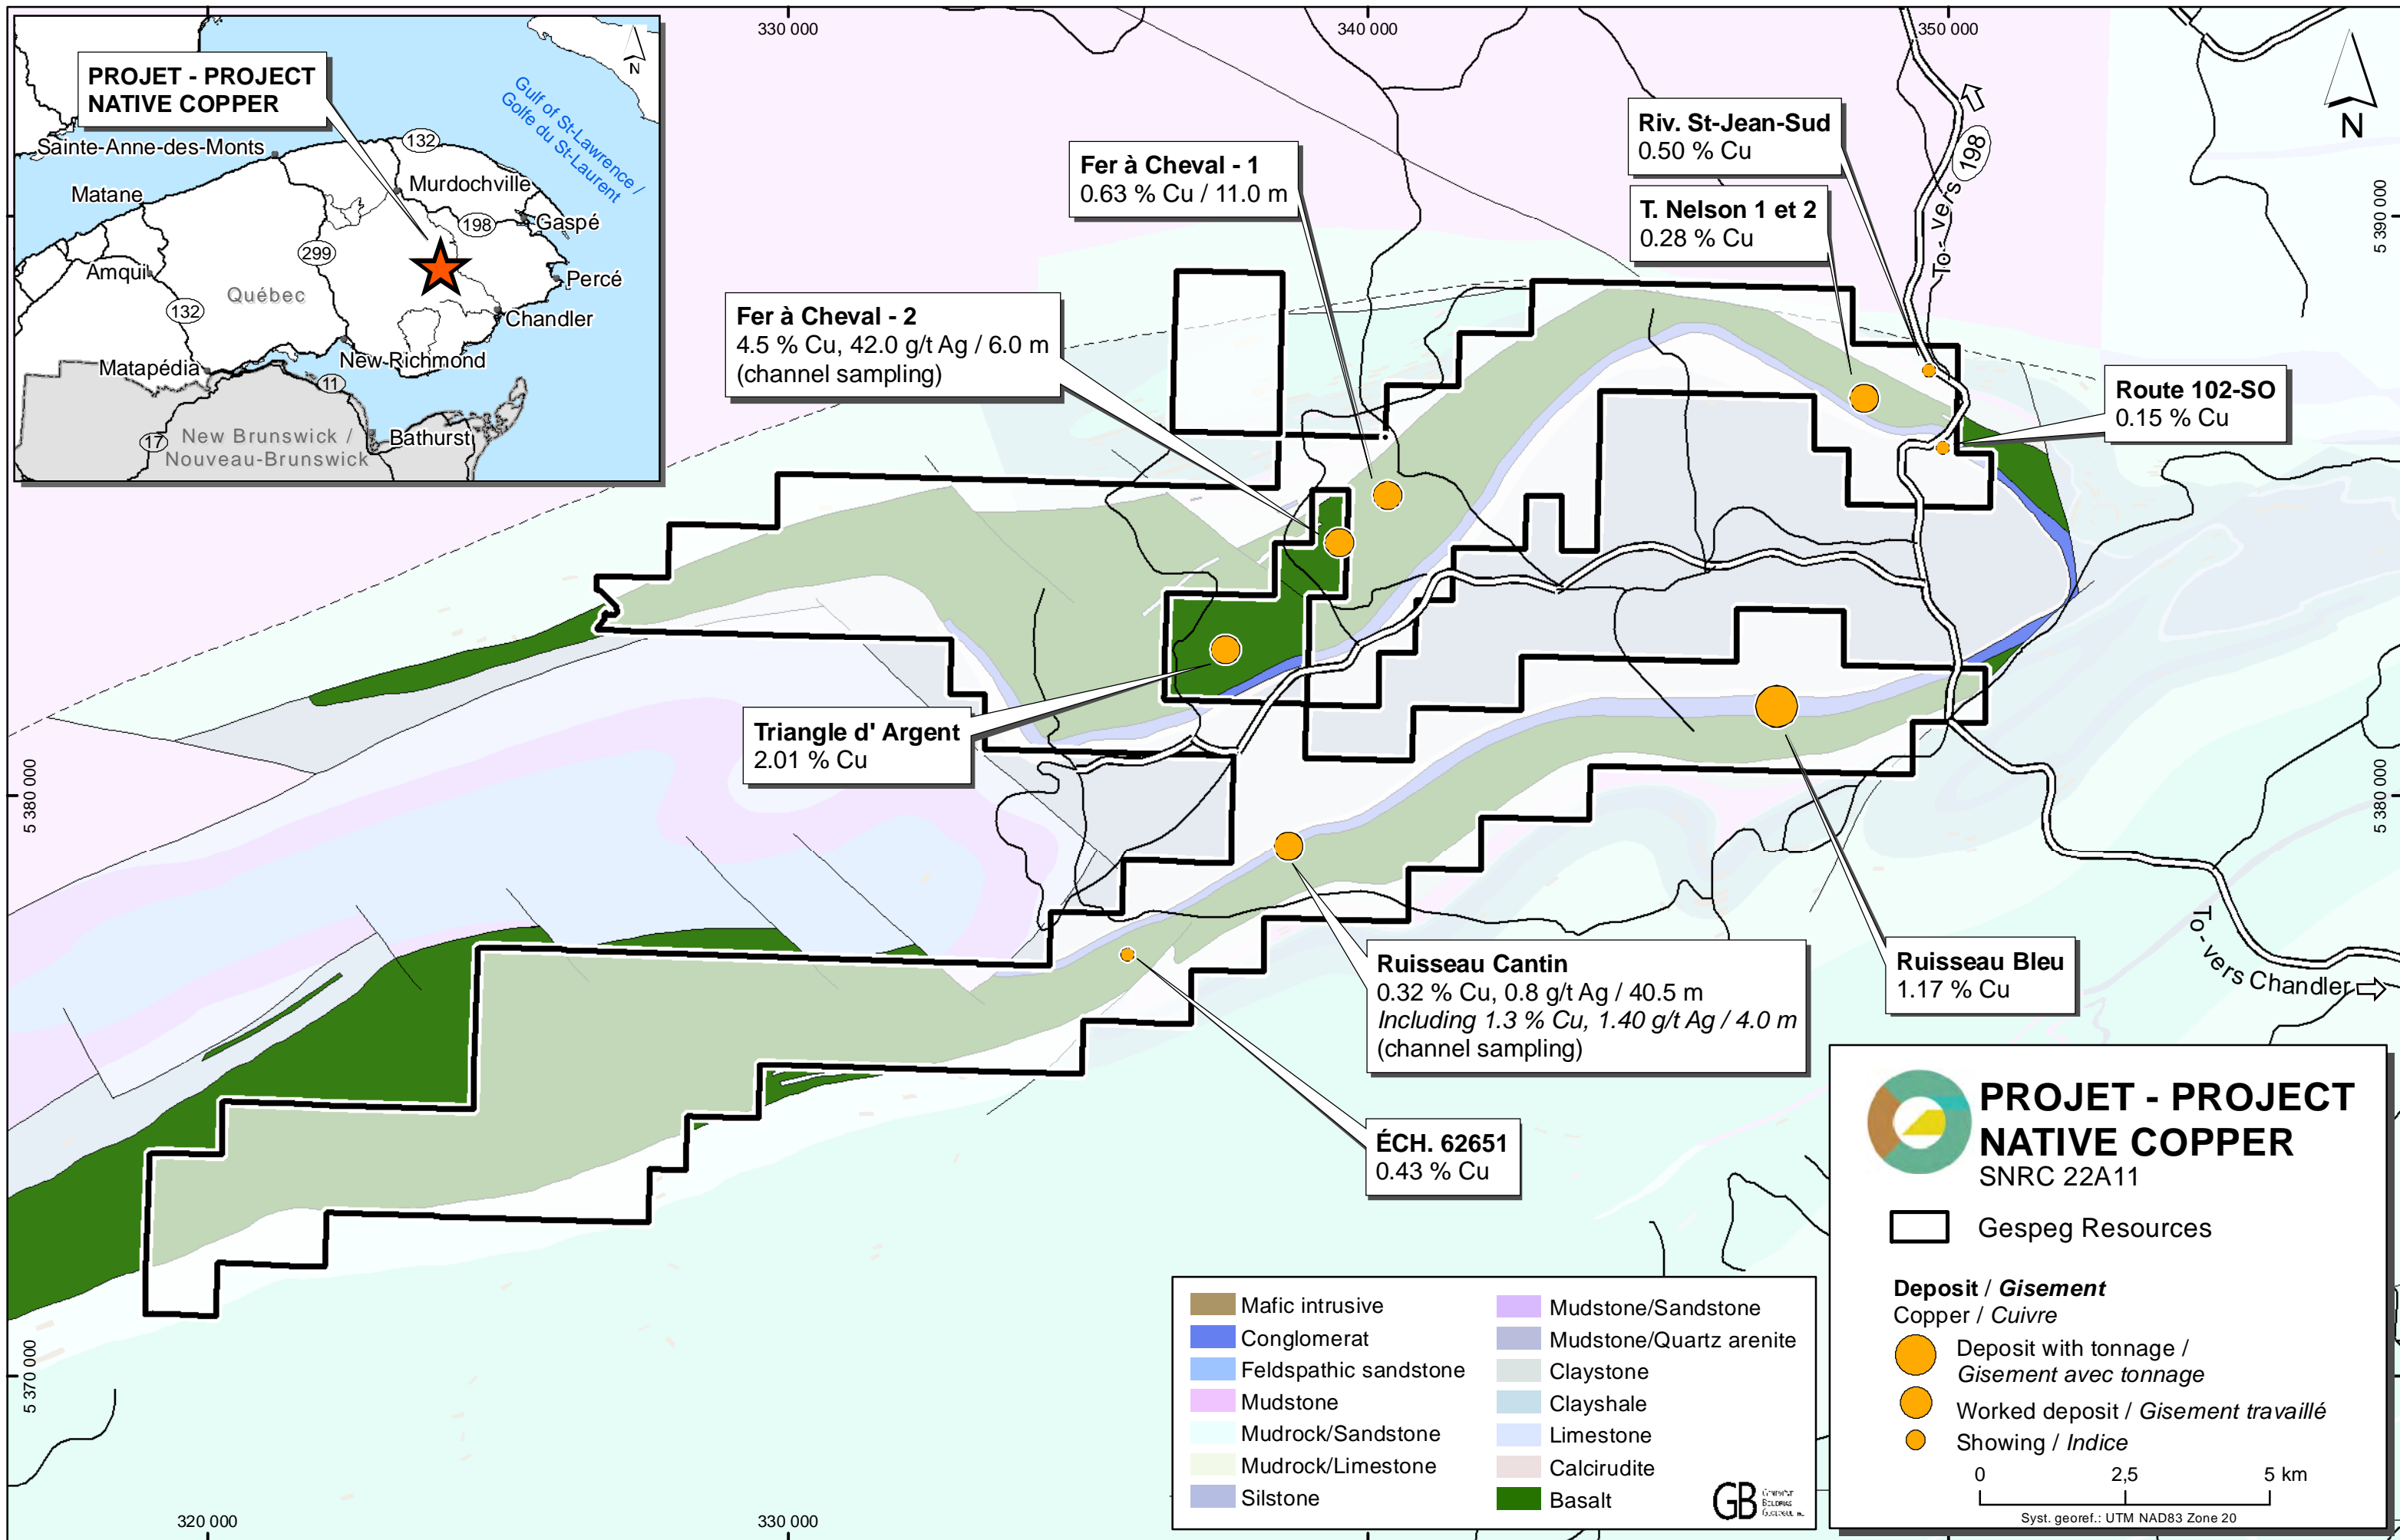 330 000
340 000
350 000
PROJET - PROJECT
NATIVE COPPER
N
Gulf of St-Lawrence /
Golfe du St-Laurent
Sainte-Anne-des-Monts
132
Matane
Murdochville
198
Gaspé
299
Amqui
Percé
Québec
132
Chandler
Matapédia
New Richmond
11
17
New Brunswick /
Nouveau-Brunswick
Bathurst
N
Riv. St-Jean-Sud
0.50 % Cu
198
To - vers
5 390 000
Fer à Cheval - 1
0.63 % Cu / 11.0 m
T. Nelson 1 et 2
0.28 % Cu
Fer à Cheval - 2
4.5 % Cu, 42.0 g/t Ag / 6.0 m
(channel sampling)
Route 102-SO
0.15 % Cu
Triangle d' Argent
2.01 % Cu
5 380 000
5 380 000
Ruisseau Cantin
0.32 % Cu, 0.8 g/t Ag / 40.5 m
Including 1.3 % Cu, 1.40 g/t Ag / 4.0 m
(channel sampling)
Ruisseau Bleu
1.17 % Cu
To - vers Chandler
ÉCH. 62651
0.43 % Cu
PROJET - PROJECT
NATIVE COPPER
SNRC 22A11
Gespeg Resources
Deposit / Gisement
Copper / Cuivre
Deposit with tonnage /
Gisement avec tonnage
Worked deposit / Gisement travaillé
Showing / Indice
0 2,5 5 km
Syst. georef.: UTM NAD83 Zone 20
Mafic intrusive
Conglomerat
Feldspathic sandstone
Mudstone
Mudrock/Sandstone
Mudrock/Limestone
Silstone
Mudstone/Sandstone
Mudstone/Quartz arenite
Claystone
Clayshale
Limestone
Calcirudite
Basalt
GB
5 370 000
320 000
330 000